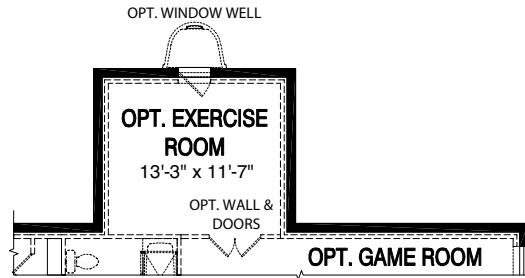 OPT. WINDOW WELL
OPT. EXERCISE
ROOM
13'-3" x 11'-7"
OPT. WALL &
DOORS
OPT. GAME ROOM